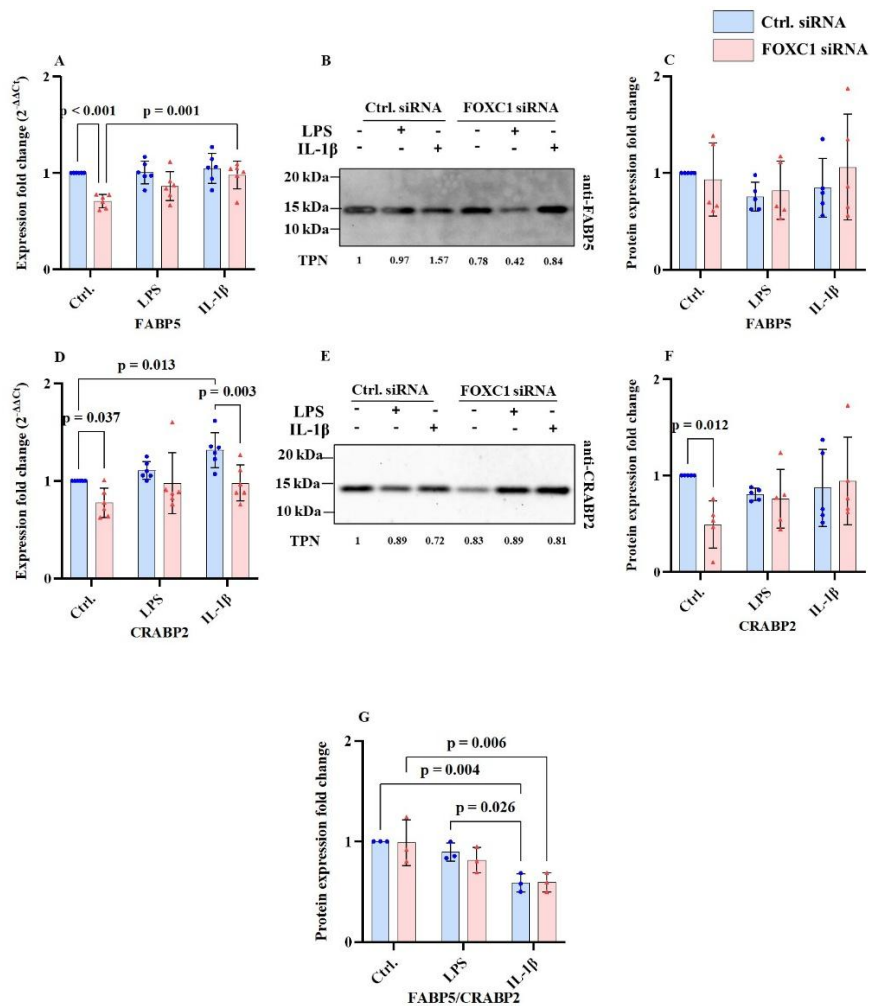 Ctrl. siRNA
FOXC1 siRNA
A
Expression fold change (2-ΔΔCt)
2
1
0
p < 0.001
p = 0.001
Ctrl.
LPS
IL-1β
FABP5
B
Ctrl. siRNA FOXC1 siRNA
LPS - + - - + -
IL-1β - - + - - +
20 kDa
15 kDa
10 kDa
anti-FABP5
TPN 1 0.97 1.57 0.78 0.42 0.84
C
Protein expression fold change
2
1
0
Ctrl.
LPS
IL-1β
FABP5
D
Expression fold change (2-ΔΔCt)
2
1
0
p = 0.013
p = 0.037
p = 0.003
Ctrl.
LPS
IL-1β
CRABP2
E
Ctrl. siRNA FOXC1 siRNA
LPS - + - - + -
IL-1β - - + - - +
20 kDa
15 kDa
10 kDa
anti-CRABP2
TPN 1 0.89 0.72 0.83 0.89 0.81
F
Protein expression fold change
2
1
0
p = 0.012
Ctrl.
LPS
IL-1β
CRABP2
G
Protein expression fold change
2
1
0
p = 0.006
p = 0.004
p = 0.026
Ctrl.
LPS
IL-1β
FABP5/CRABP2